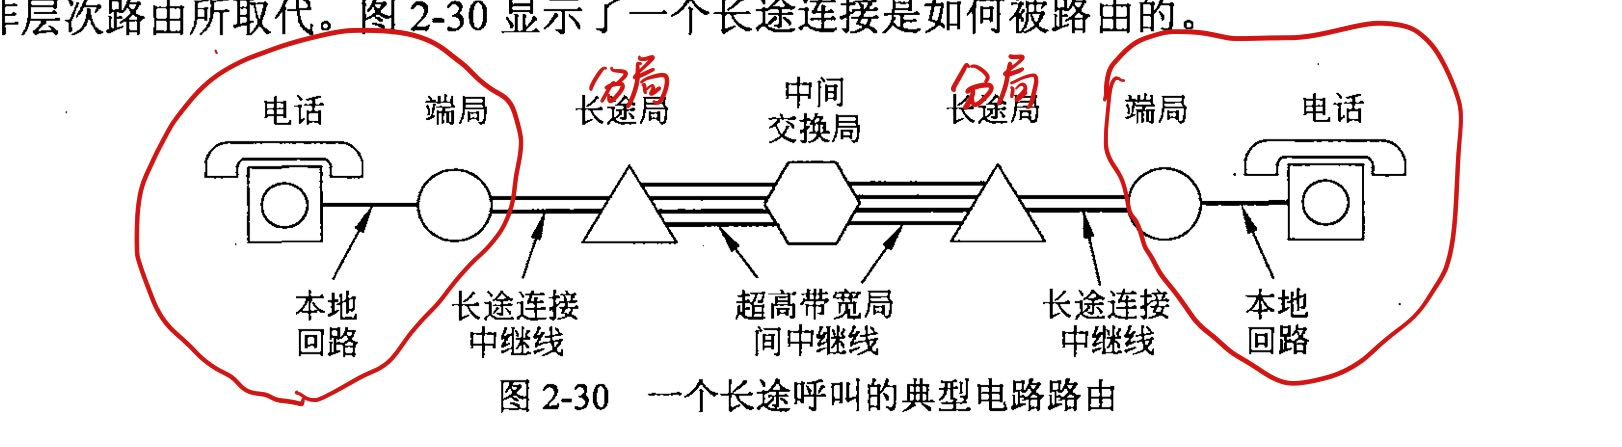 非层次路由所取代。图 2-30 显示了一个长途连接是如何被路由的。
分局
分局
电话
端局
长途局
中间
交换局
长途局
端局
电话
本地
回路
长途连接
中继线
超高带宽局
间中继线
长途连接
中继线
本地
回路
图 2-30 一个长途呼叫的典型电路路由